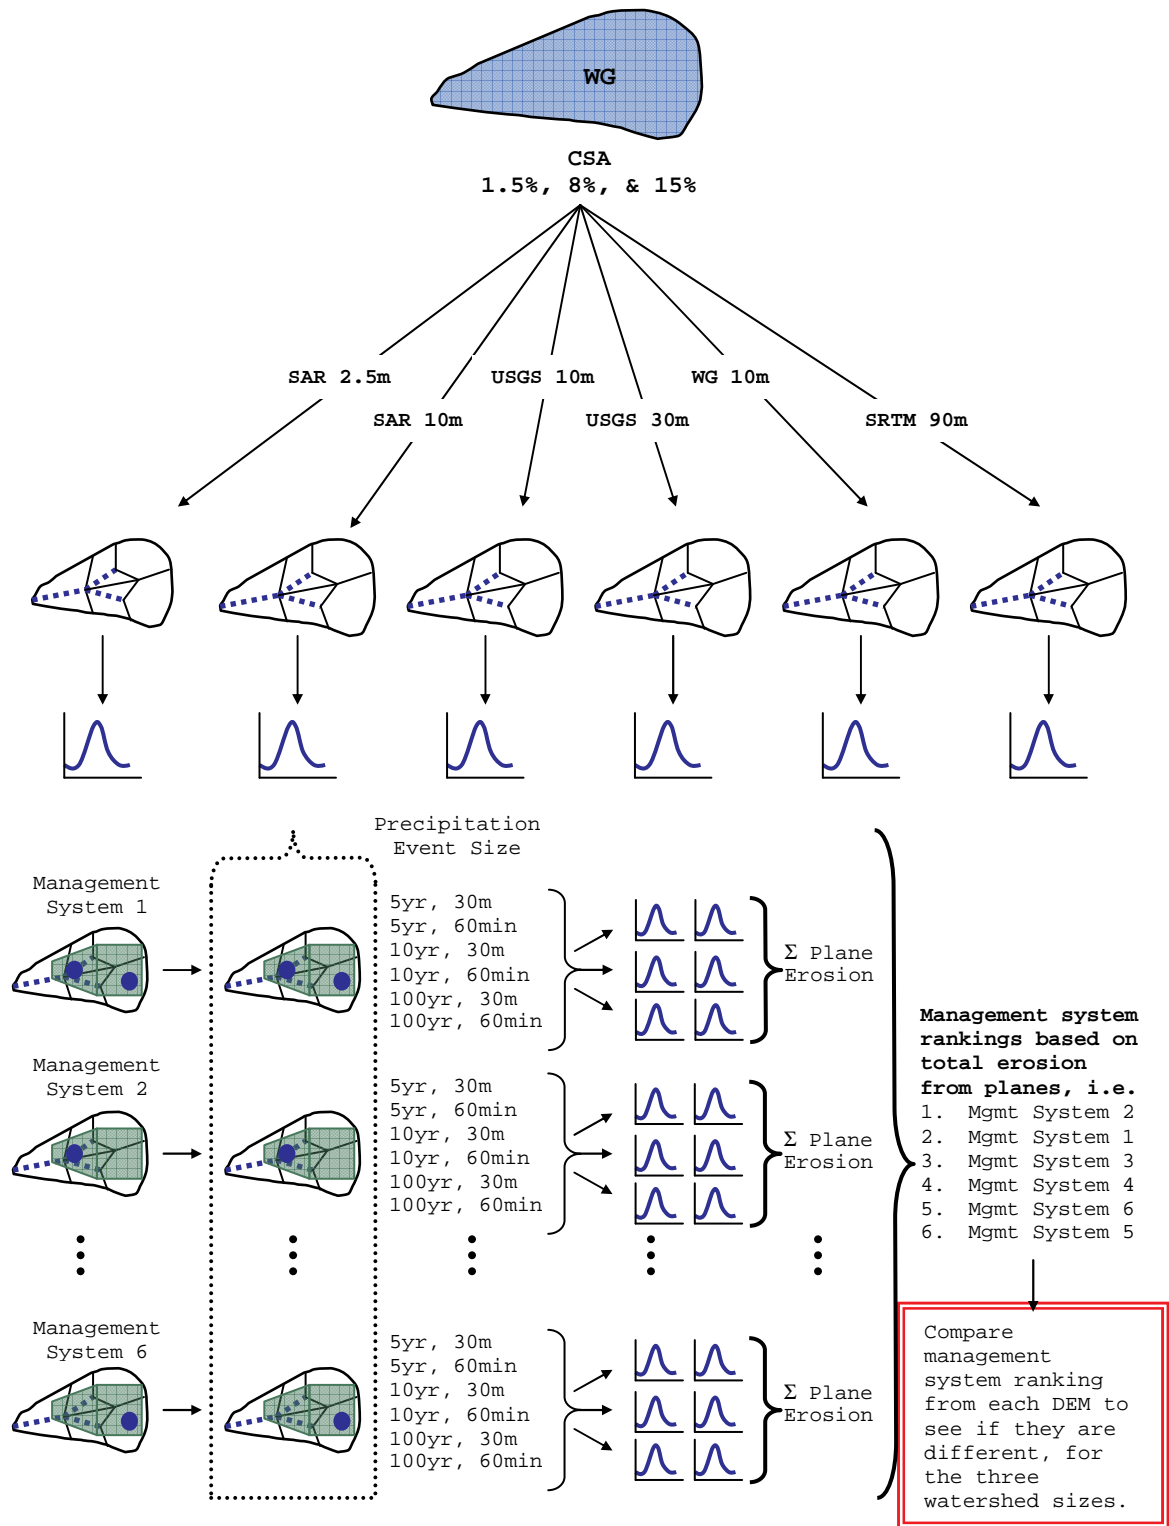 WG
CSA
1.5%, 8%, & 15%
SAR 2.5m
USGS 10m
WG 10m
SAR 10m
USGS 30m
SRTM 90m
Precipitation
Event Size
Management
System 1
5yr, 30m
5yr, 60min
10yr, 30m
10yr, 60min
100yr, 30m
100yr, 60min
Σ Plane
Erosion
Management
System 2
5yr, 30m
5yr, 60min
10yr, 30m
10yr, 60min
100yr, 30m
100yr, 60min
Σ Plane
Erosion
Management
System 6
5yr, 30m
5yr, 60min
10yr, 30m
10yr, 60min
100yr, 30m
100yr, 60min
Σ Plane
Erosion
Management system
rankings based on
total erosion
from planes, i.e.
1. Mgmt System 2
2. Mgmt System 1
3. Mgmt System 3
4. Mgmt System 4
5. Mgmt System 6
6. Mgmt System 5
Compare
management
system ranking
from each DEM to
see if they are
different, for
the three
watershed sizes.